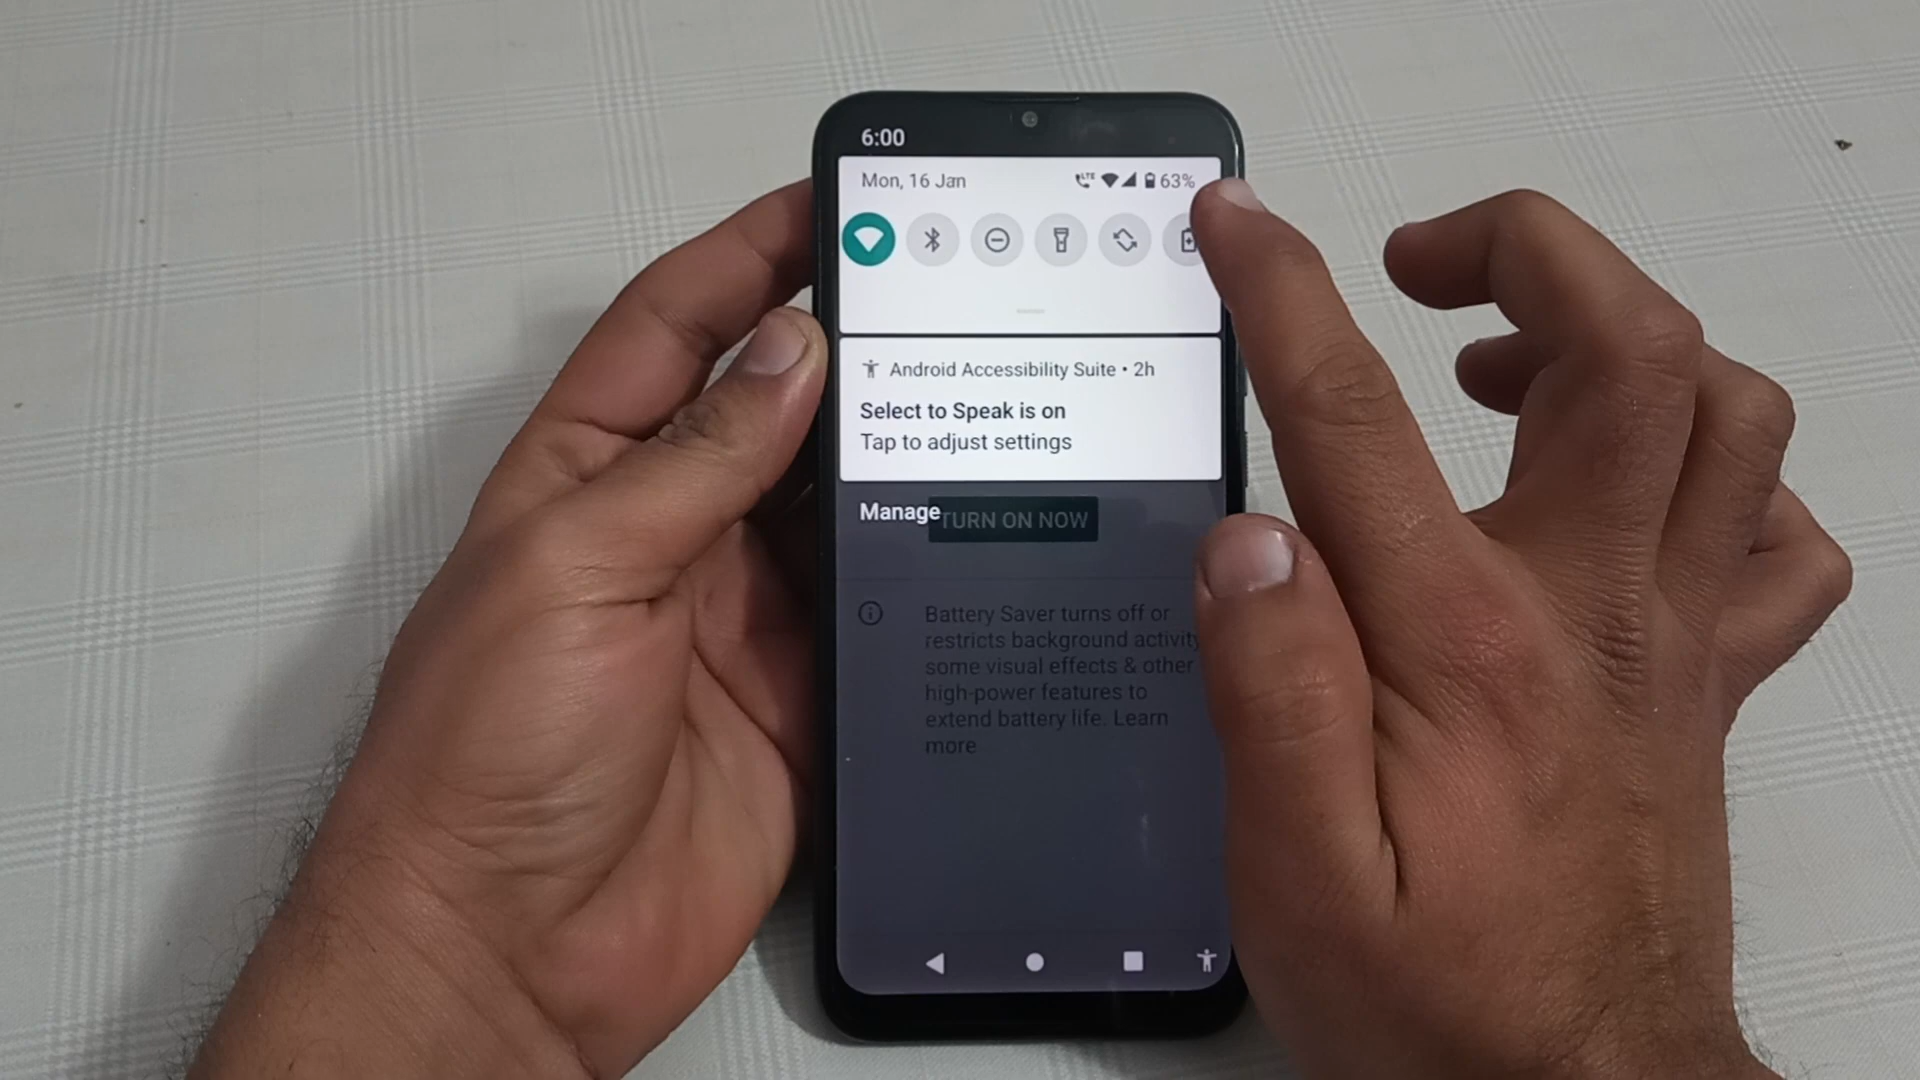 6:00
Mon, 16 Jan
LTE 63%
Android Accessibility Suite • 2h
Select to Speak is on
Tap to adjust settings
Manage
TURN ON NOW
Battery Saver turns off or
restricts background activity
some visual effects & other
high-power features to
extend battery life. Learn
more